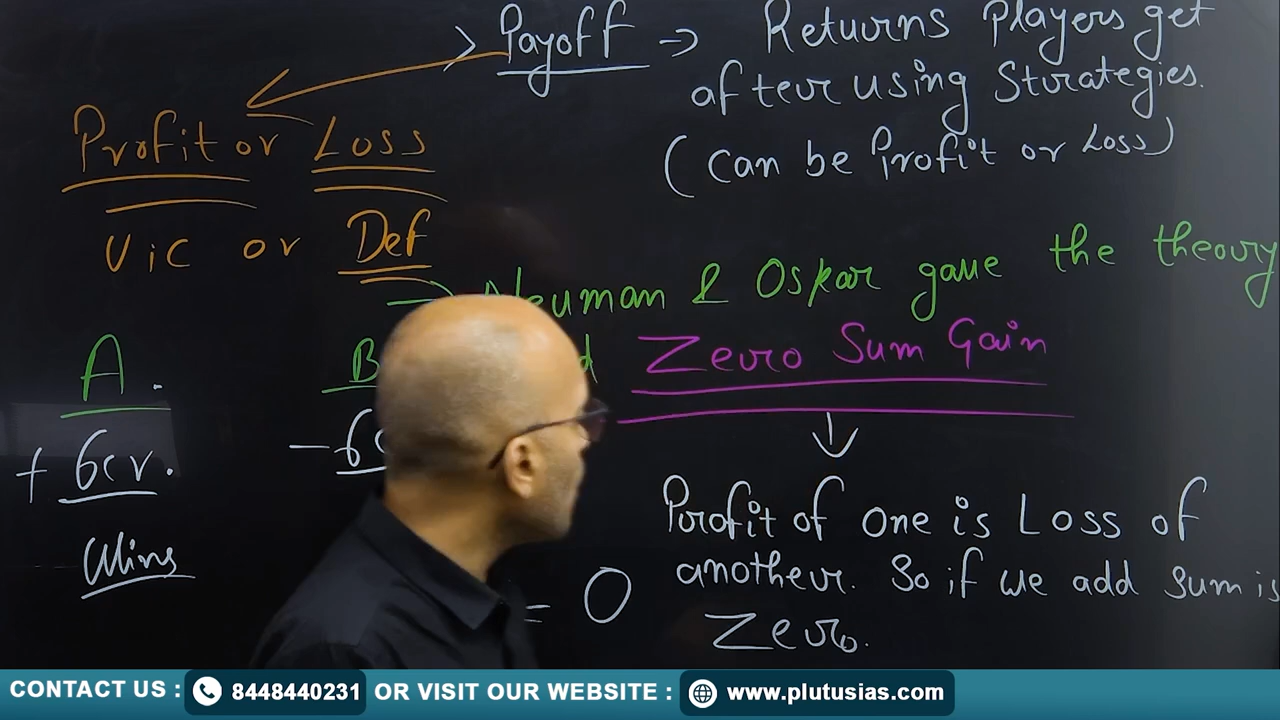 > Payoff -> Returns Players get
after using Strategies.
(Can be Profit or Loss)
Profit or Loss
Vic or Def
-> Neuman & Oskar gave the theory
Zero Sum Gain
A.
B
+ 6cr.
- 6
Wins
Profit of One is Loss of
another. So if we add sum is
Zero.
= 0
CONTACT US : 8448440231 OR VISIT OUR WEBSITE : www.plutusias.com